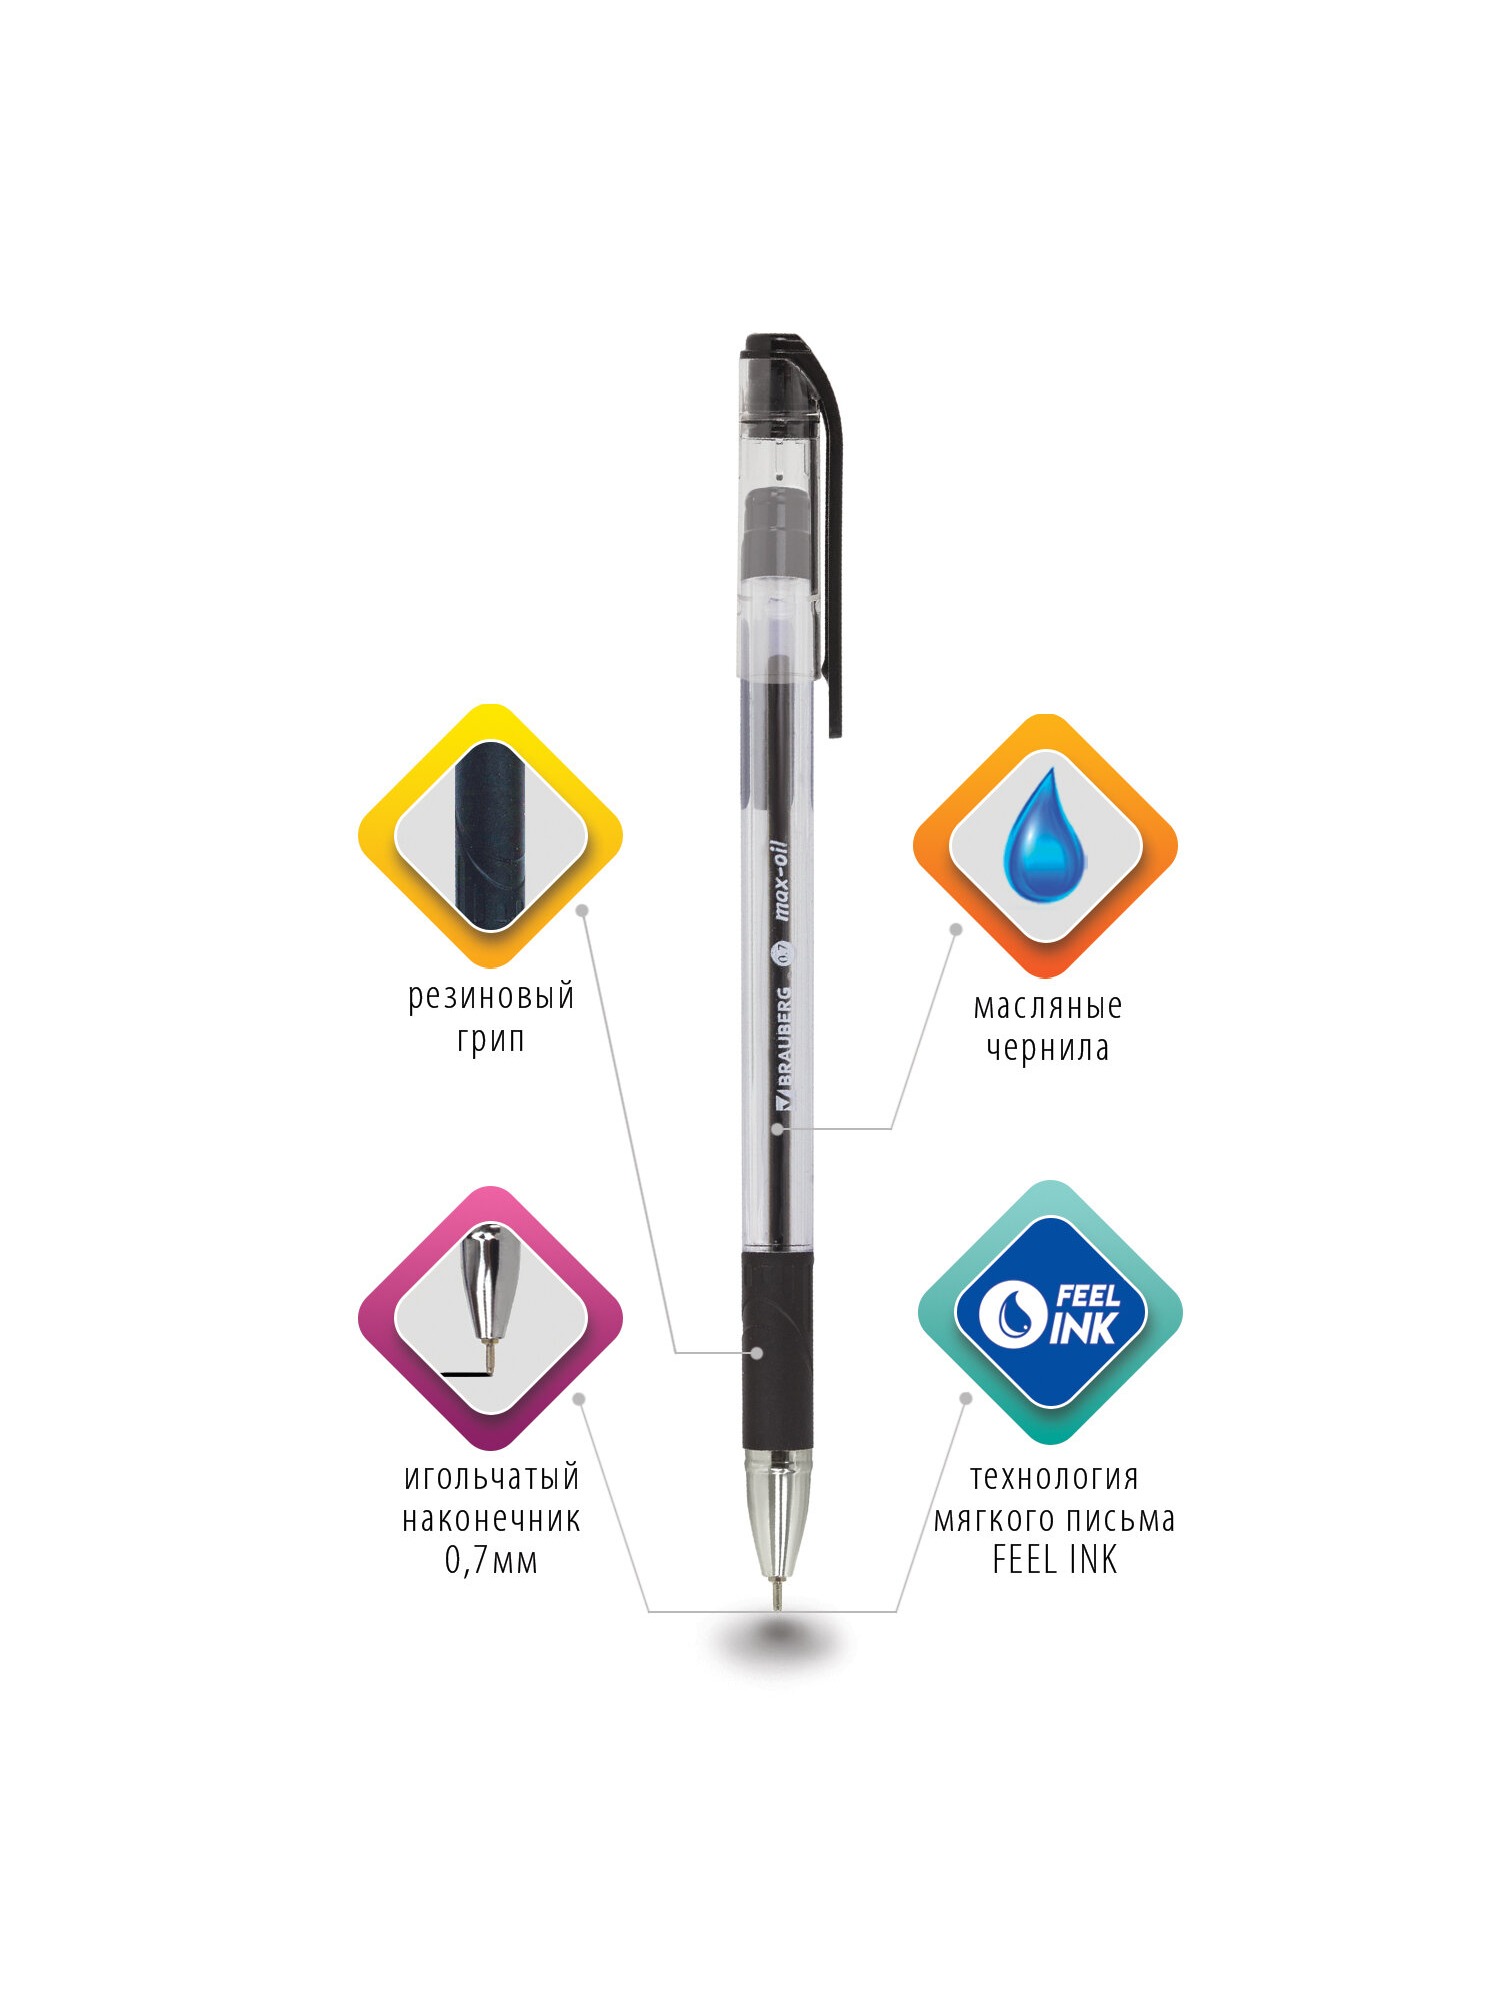 резиновый
грип
масляные
чернила
BRAUBERG 0.7 max-oil
FEEL
INK
игольчатый
наконечник
0,7мм
технология
мягкого письма
FEEL INK